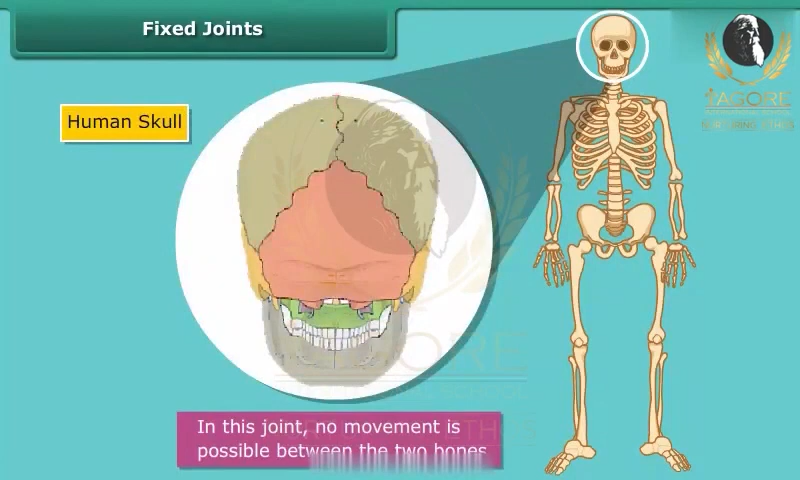 Fixed Joints
Human Skull
TAGORE
In this joint, no movement is
possible between the two bones